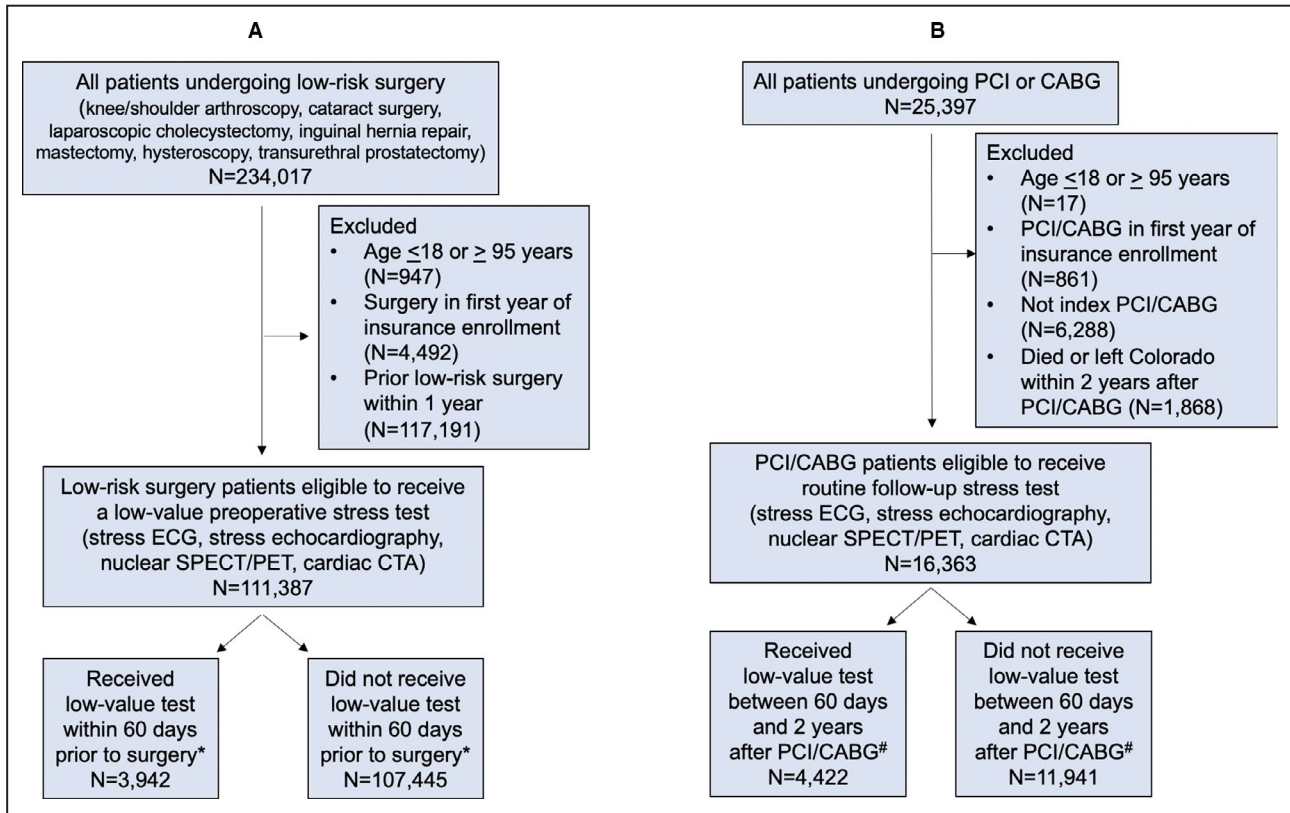 A
All patients undergoing low-risk surgery
(knee/shoulder arthroscopy, cataract surgery,
laparoscopic cholecystectomy, inguinal hernia repair,
mastectomy, hysteroscopy, transurethral prostatectomy)
N=234,017
Excluded
• Age ≤18 or ≥ 95 years
(N=947)
• Surgery in first year of
insurance enrollment
(N=4,492)
• Prior low-risk surgery
within 1 year
(N=117,191)
Low-risk surgery patients eligible to receive
a low-value preoperative stress test
(stress ECG, stress echocardiography,
nuclear SPECT/PET, cardiac CTA)
N=111,387
Received
low-value test
within 60 days
prior to surgery*
N=3,942
Did not receive
low-value test
within 60 days
prior to surgery*
N=107,445
B
All patients undergoing PCI or CABG
N=25,397
Excluded
• Age ≤18 or ≥ 95 years
(N=17)
• PCI/CABG in first year of
insurance enrollment
(N=861)
• Not index PCI/CABG
(N=6,288)
• Died or left Colorado
within 2 years after
PCI/CABG (N=1,868)
PCI/CABG patients eligible to receive
routine follow-up stress test
(stress ECG, stress echocardiography,
nuclear SPECT/PET, cardiac CTA)
N=16,363
Received
low-value test
between 60 days
and 2 years
after PCI/CABG#
N=4,422
Did not receive
low-value test
between 60 days
and 2 years
after PCI/CABG#
N=11,941